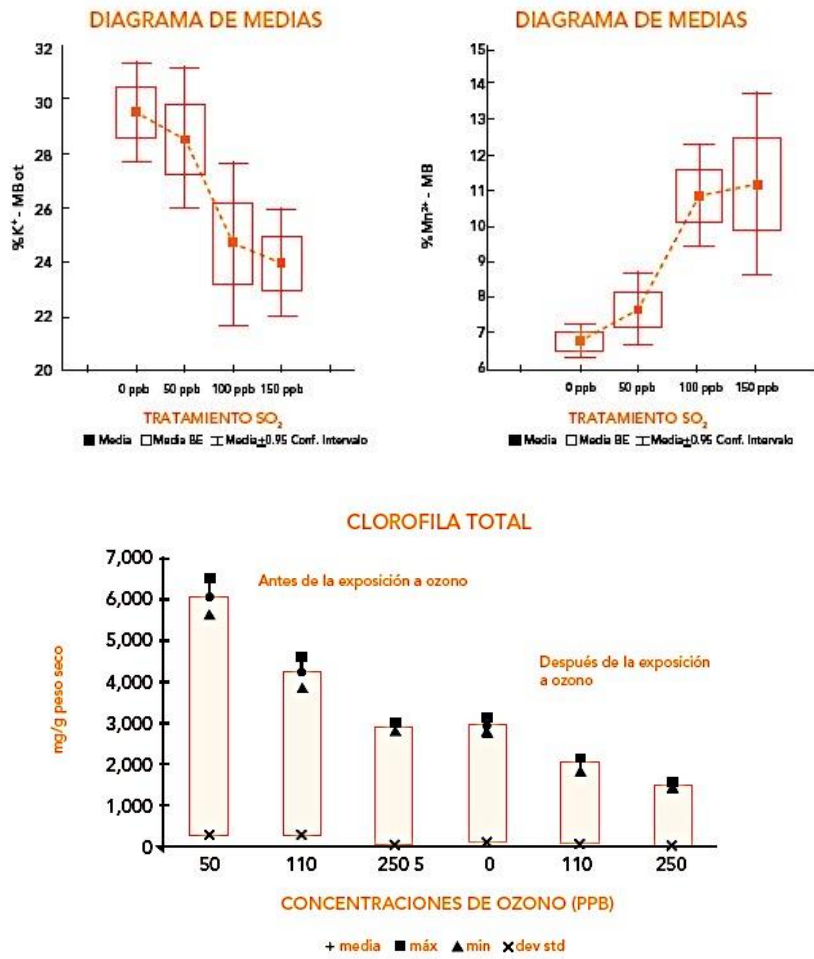 DIAGRAMA DE MEDIAS
32
30
28
26
24
22
20
%K⁺ - MBot
0 ppb 50 ppb 100 ppb 150 ppb
TRATAMIENTO SO₂
■ Media □ Media BE ⌶ Media±0.95 Conf. Intervalo
DIAGRAMA DE MEDIAS
15
14
13
12
11
10
9
8
7
6
%Mn²⁺ - MB
0 ppb 50 ppb 100 ppb 150 ppb
TRATAMIENTO SO₂
■ Media □ Media BE ⌶ Media±0.95 Conf. Intervalo
CLOROFILA TOTAL
7,000
6,000
5,000
4,000
3,000
2,000
1,000
0
mg/g peso seco
Antes de la exposición a ozono
Después de la exposición
a ozono
50 110 250 5 0 110 250
CONCENTRACIONES DE OZONO (PPB)
+ media ■ máx ▲ min × dev std